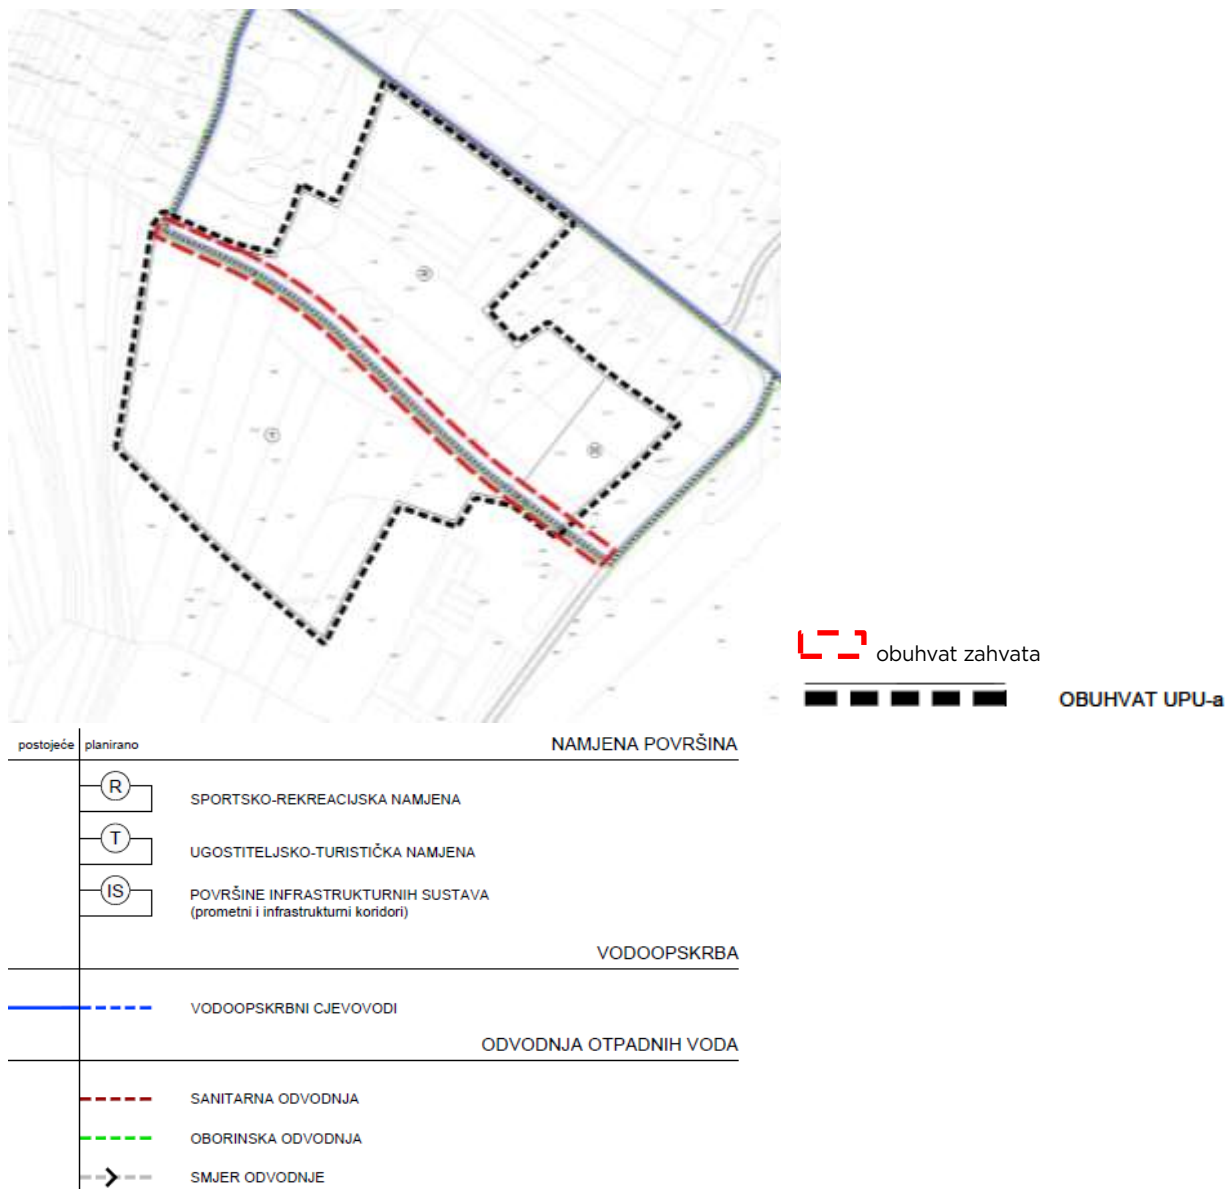 R
T
obuhvat zahvata
OBUHVAT UPU-a
postojeće planirano NAMJENA POVRŠINA
R SPORTSKO-REKREACIJSKA NAMJENA
T UGOSTITELJSKO-TURISTIČKA NAMJENA
IS POVRŠINE INFRASTRUKTURNIH SUSTAVA
(prometni i infrastrukturni koridori)
VODOOPSKRBA
VODOOPSKRBNI CJEVOVODI
ODVODNJA OTPADNIH VODA
SANITARNA ODVODNJA
OBORINSKA ODVODNJA
SMJER ODVODNJE